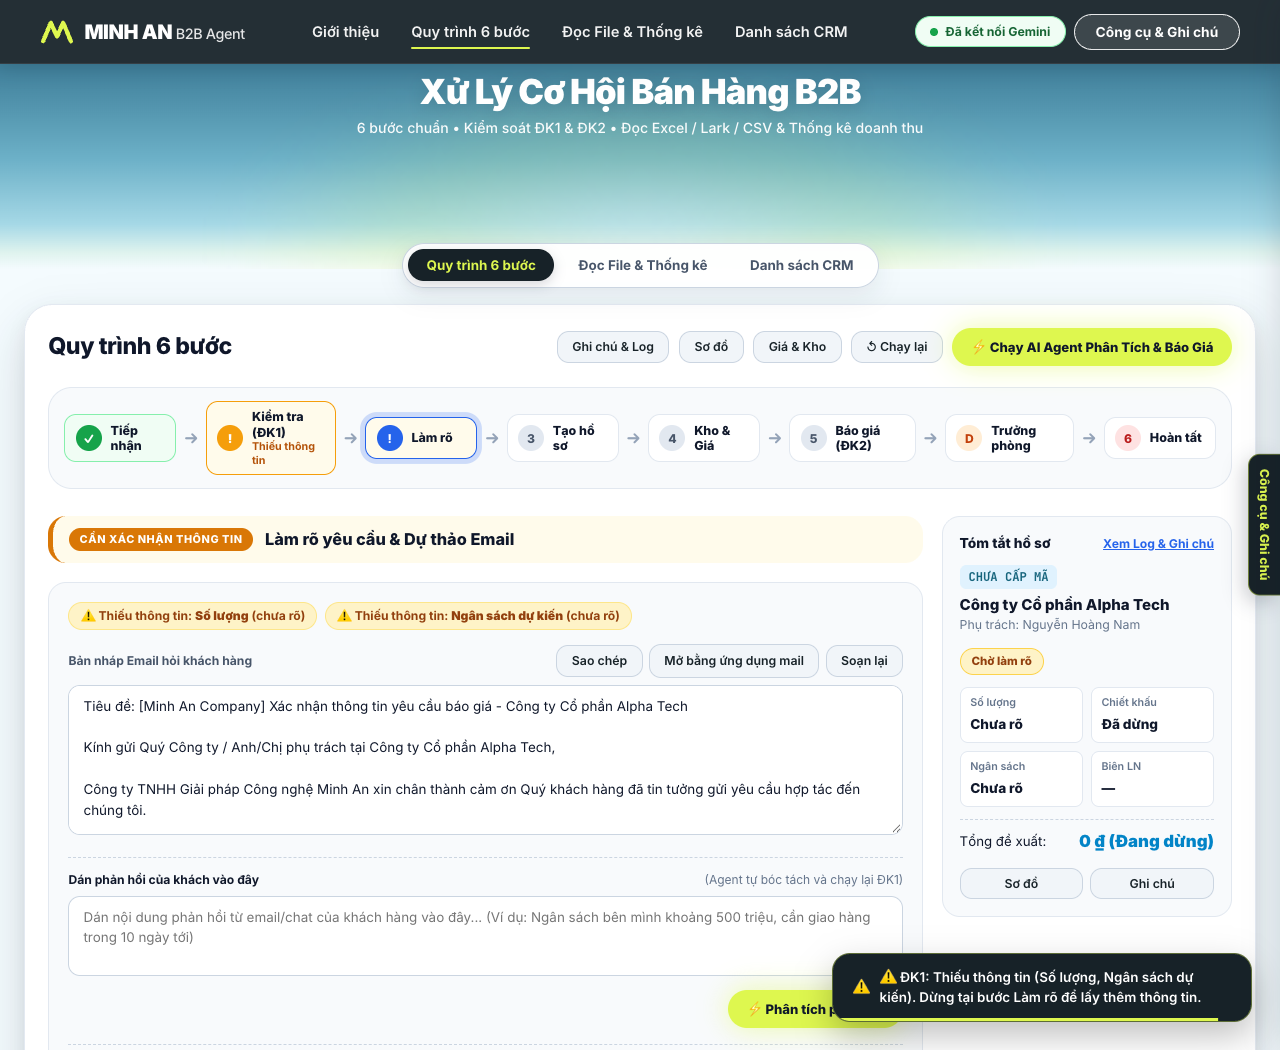 MINH AN B2B Agent
Giới thiệu
Quy trình 6 bước
Đọc File & Thống kê
Danh sách CRM
Đã kết nối Gemini
Công cụ & Ghi chú
Xử Lý Cơ Hội Bán Hàng B2B
6 bước chuẩn • Kiểm soát ĐK1 & ĐK2 • Đọc Excel / Lark / CSV & Thống kê doanh thu
Quy trình 6 bước
Đọc File & Thống kê
Danh sách CRM
Quy trình 6 bước
Ghi chú & Log
Sơ đồ
Giá & Kho
↺ Chạy lại
⚡ Chạy AI Agent Phân Tích & Báo Giá
✓ Tiếp
nhận
→
! Kiểm tra
(ĐK1)
Thiếu thông
tin
→
! Làm rõ
→
3 Tạo hồ
sơ
→
4 Kho &
Giá
→
5 Báo giá
(ĐK2)
→
D Trưởng
phòng
→
6 Hoàn tất
Công cụ & Ghi chú
CẦN XÁC NHẬN THÔNG TIN
Làm rõ yêu cầu & Dự thảo Email
⚠️ Thiếu thông tin: Số lượng (chưa rõ)
⚠️ Thiếu thông tin: Ngân sách dự kiến (chưa rõ)
Bản nháp Email hỏi khách hàng
Sao chép
Mở bằng ứng dụng mail
Soạn lại
Tiêu đề: [Minh An Company] Xác nhận thông tin yêu cầu báo giá - Công ty Cổ phần Alpha Tech
Kính gửi Quý Công ty / Anh/Chị phụ trách tại Công ty Cổ phần Alpha Tech,
Công ty TNHH Giải pháp Công nghệ Minh An xin chân thành cảm ơn Quý khách hàng đã tin tưởng gửi yêu cầu hợp tác đến
chúng tôi.
Dán phản hồi của khách vào đây
(Agent tự bóc tách và chạy lại ĐK1)
Dán nội dung phản hồi từ email/chat của khách hàng vào đây... (Ví dụ: Ngân sách bên mình khoảng 500 triệu, cần giao hàng
trong 10 ngày tới)
⚡ Phân tích
Tóm tắt hồ sơ
Xem Log & Ghi chú
CHƯA CẤP MÃ
Công ty Cổ phần Alpha Tech
Phụ trách: Nguyễn Hoàng Nam
Chờ làm rõ
Số lượng
Chưa rõ
Chiết khấu
Đã dừng
Ngân sách
Chưa rõ
Biên LN
—
Tổng đề xuất:
0 ₫ (Đang dừng)
Sơ đồ
Ghi chú
⚠️ ⚠️ ĐK1: Thiếu thông tin (Số lượng, Ngân sách dự
kiến). Dừng tại bước Làm rõ để lấy thêm thông tin.